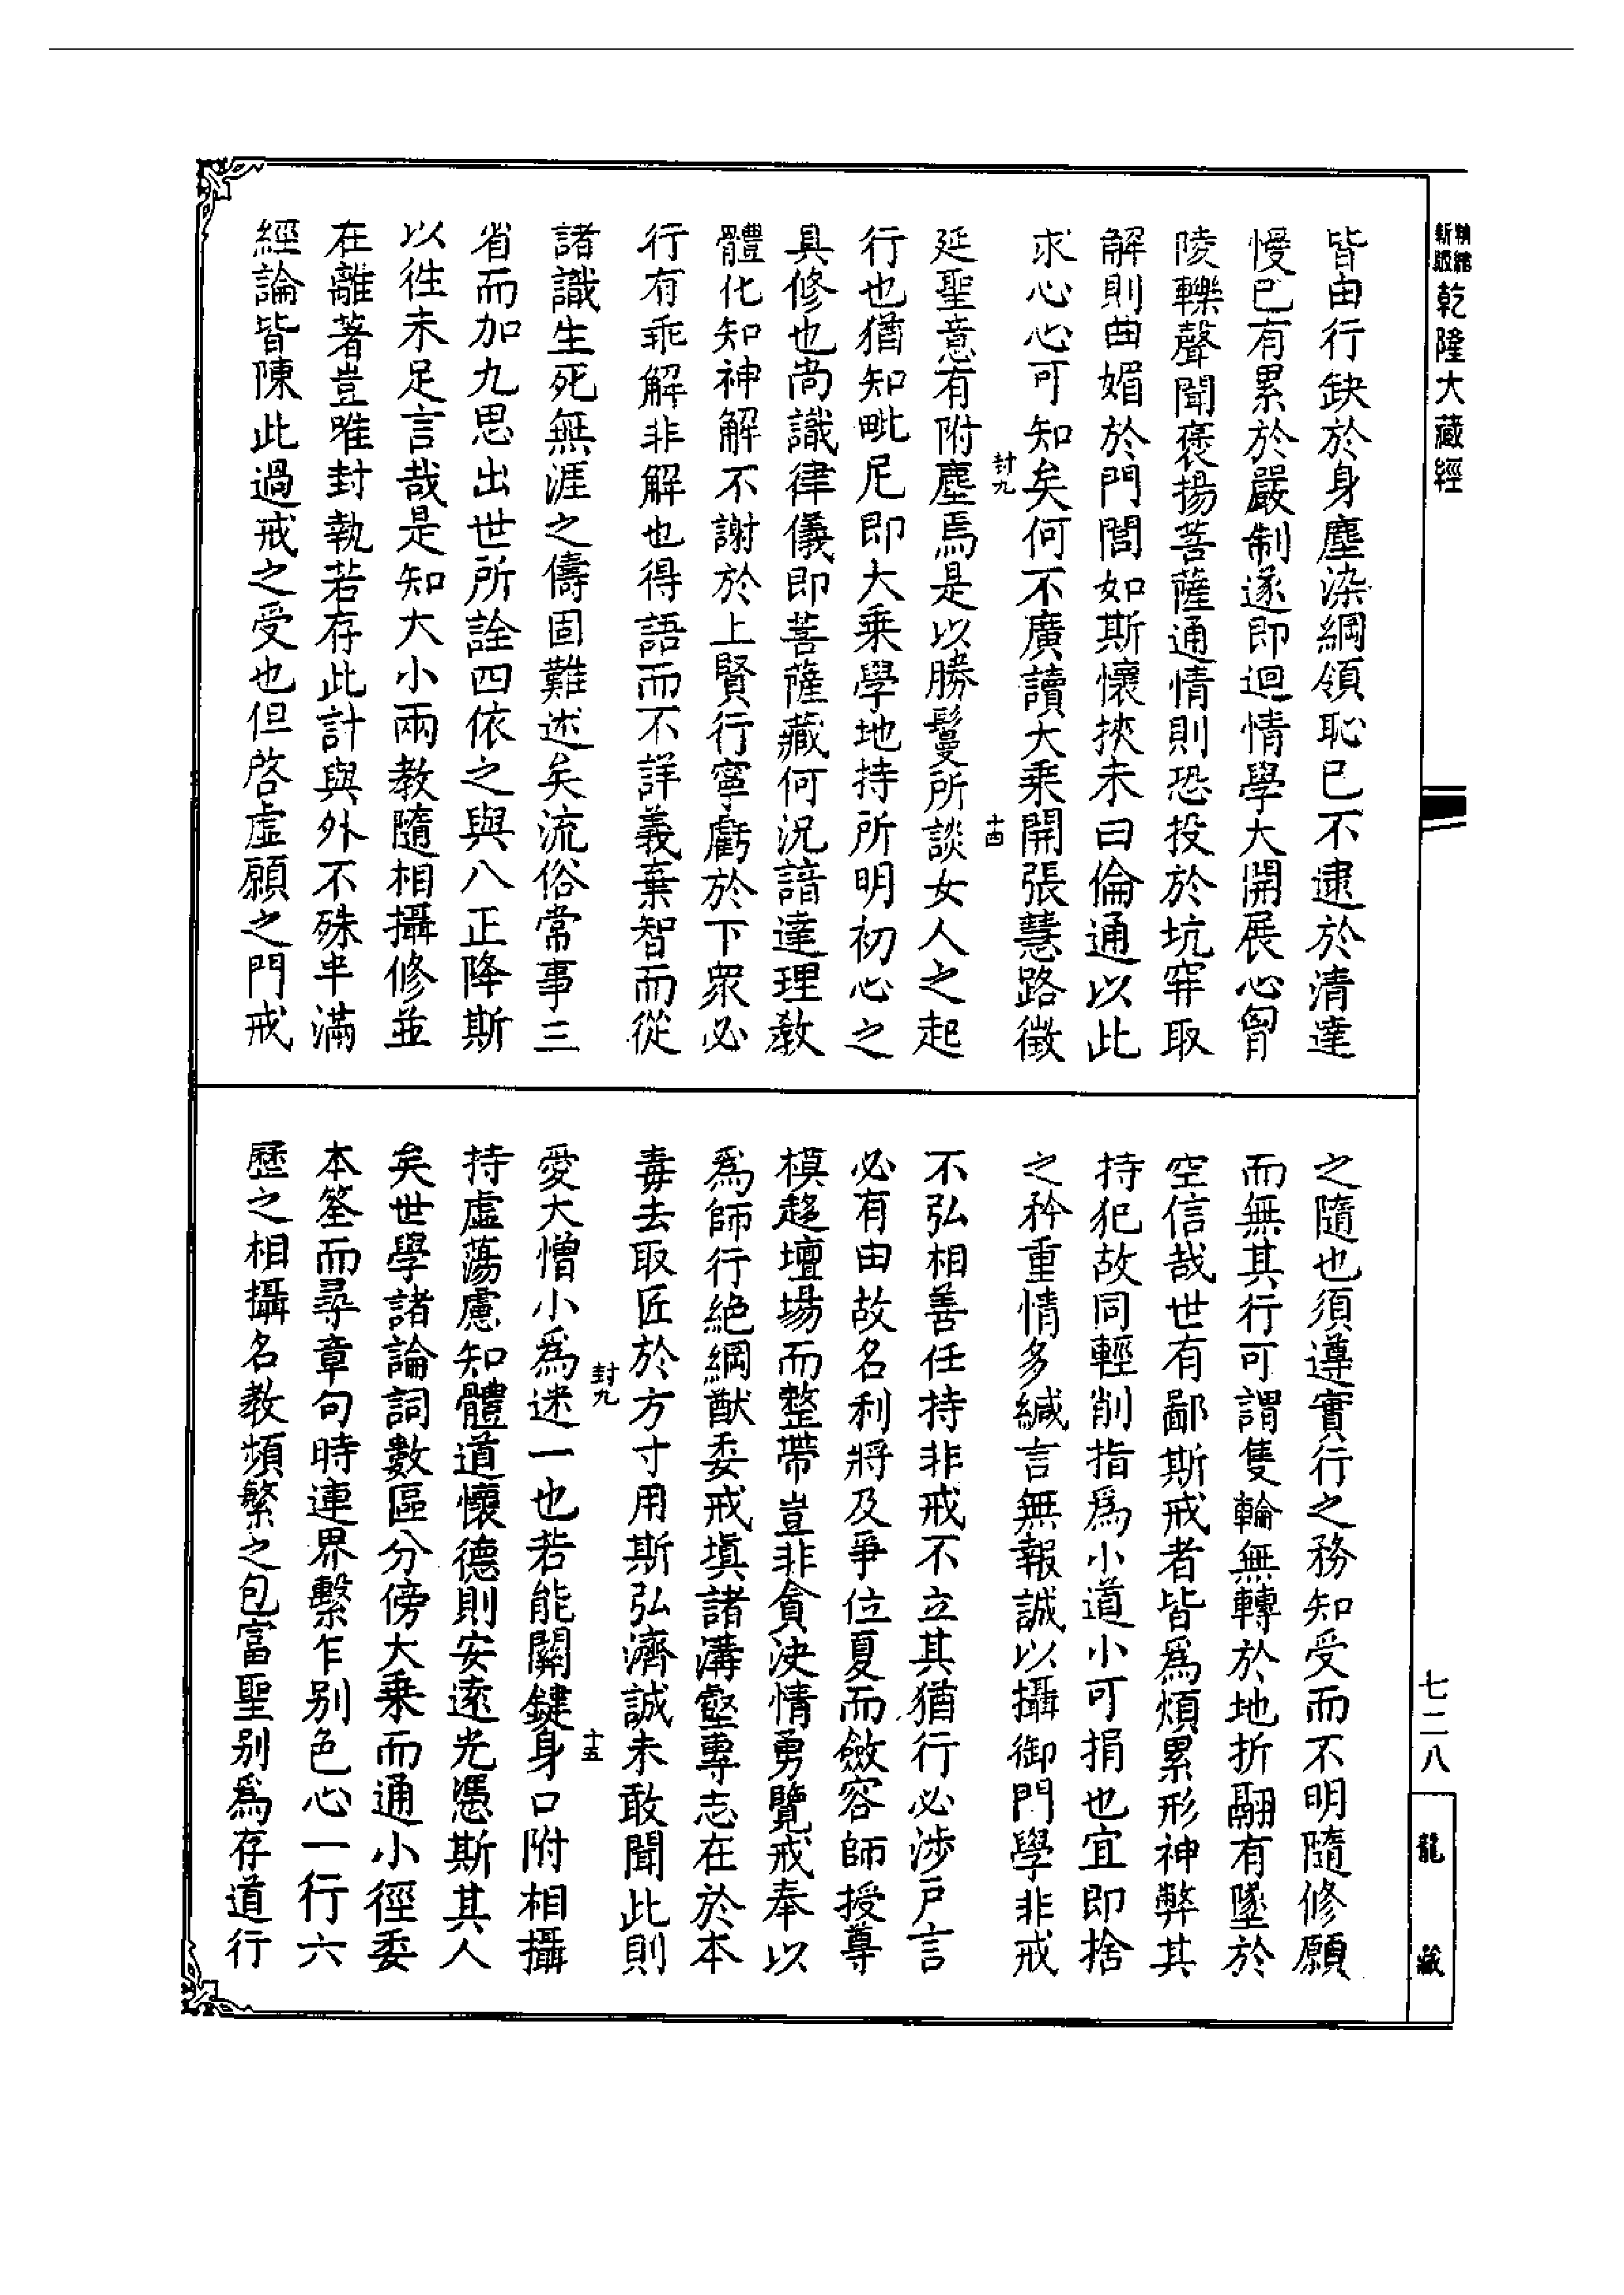 精縮新版乾隆大藏經
皆由行缺於身塵染綱領恥已不逮於清達
慢已有累於嚴制遂即迴情學大開展心胷
陵轢聲聞褒揚菩薩通情則恐投於坑穽取
解則曲媚於門閭如斯懷挾未曰倫通以此
求心心可知矣何不廣讀大乘開張慧路徵
封九 十四
延聖意有附塵焉是以勝鬘所談女人之起
行也猶知毗尼即大乘學地持所明初心之
具修也尚識律儀即菩薩藏何況諳達理教
體化知神解不謝於上賢行寧虧於下眾必
行有乖解非解也得語而不詳義棄智而從
諸識生死無涯之儔固難述矣流俗常事三
省而加九思出世所詮四依之與八正降斯
以徃未足言哉是知大小兩教隨相攝修並
在離著豈唯封執若存此計與外不殊半滿
經論皆陳此過戒之受也但啓虛願之門戒
之隨也須遵實行之務知受而不明隨修願
而無其行可謂隻輪無轉於地折翮有墜於
空信哉世有鄙斯戒者皆爲煩累形神弊其
持犯故同輕削指爲小道小可捐也宜即捨
之矜重情多緘言無報誠以攝御門學非戒
不弘相善任持非戒不立其猶行必涉戶言
必有由故名利將及爭位夏而斂容師授尊
模趍壇場而整帶豈非貪決情勇覽戒奉以
爲師行絶綱猷委戒塡諸溝壑專志在於本
毒去取匠於方寸用斯弘濟誠未敢聞此則
封九 十五
愛大憎小爲迷一也若能關鍵身口附相攝
持虛蕩慮知體道懷德則安遠光憑斯其人
矣世學諸論詞數區分傍大乘而通小徑委
本筌而尋章句時連界繫乍别色心一行六
歷之相攝名教煩繁之包富聖别爲存道行
七二八
龍藏